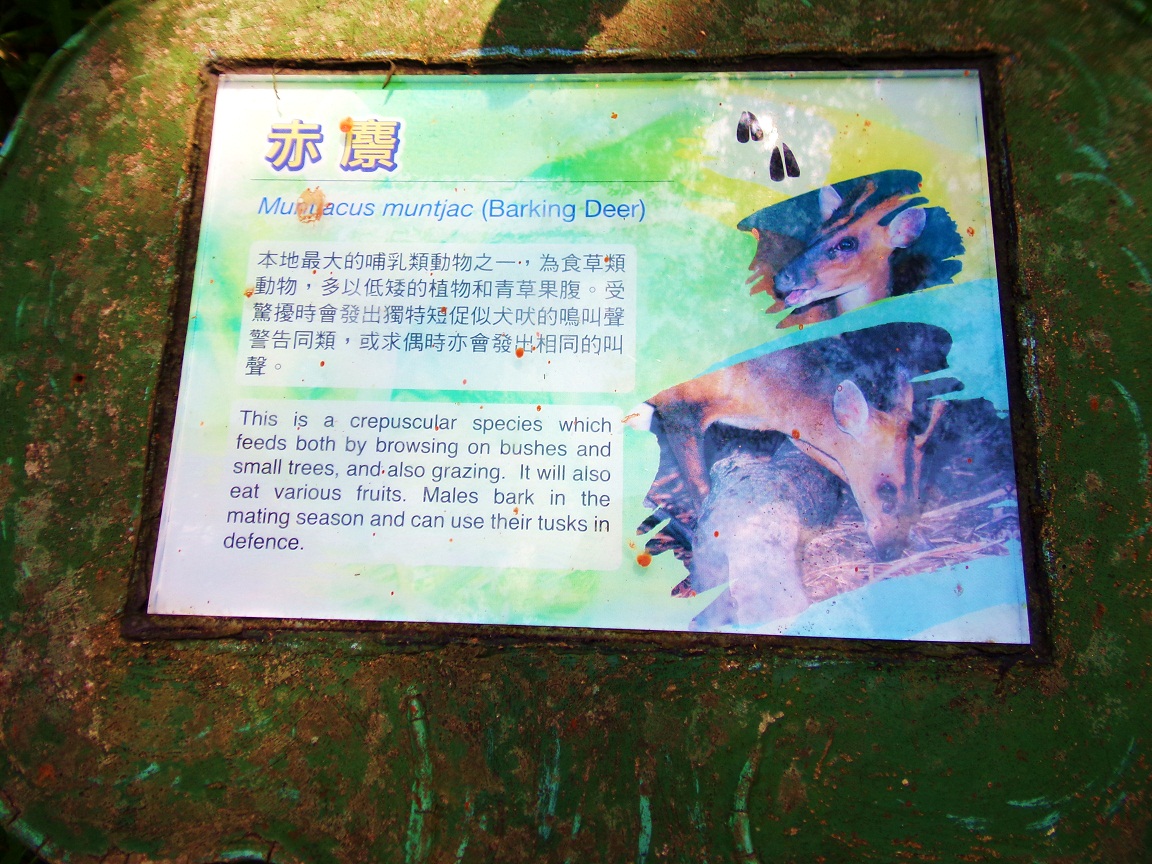 赤麖
Muntiacus muntjac (Barking Deer)
本地最大的哺乳類動物之一，為食草類
動物，多以低矮的植物和青草果腹。受
驚擾時會發出獨特短促似犬吠的鳴叫聲
警告同類，或求偶時亦會發出相同的叫
聲。
This is a crepuscular species which
feeds both by browsing on bushes and
small trees, and also grazing. It will also
eat various fruits. Males bark in the
mating season and can use their tusks in
defence.